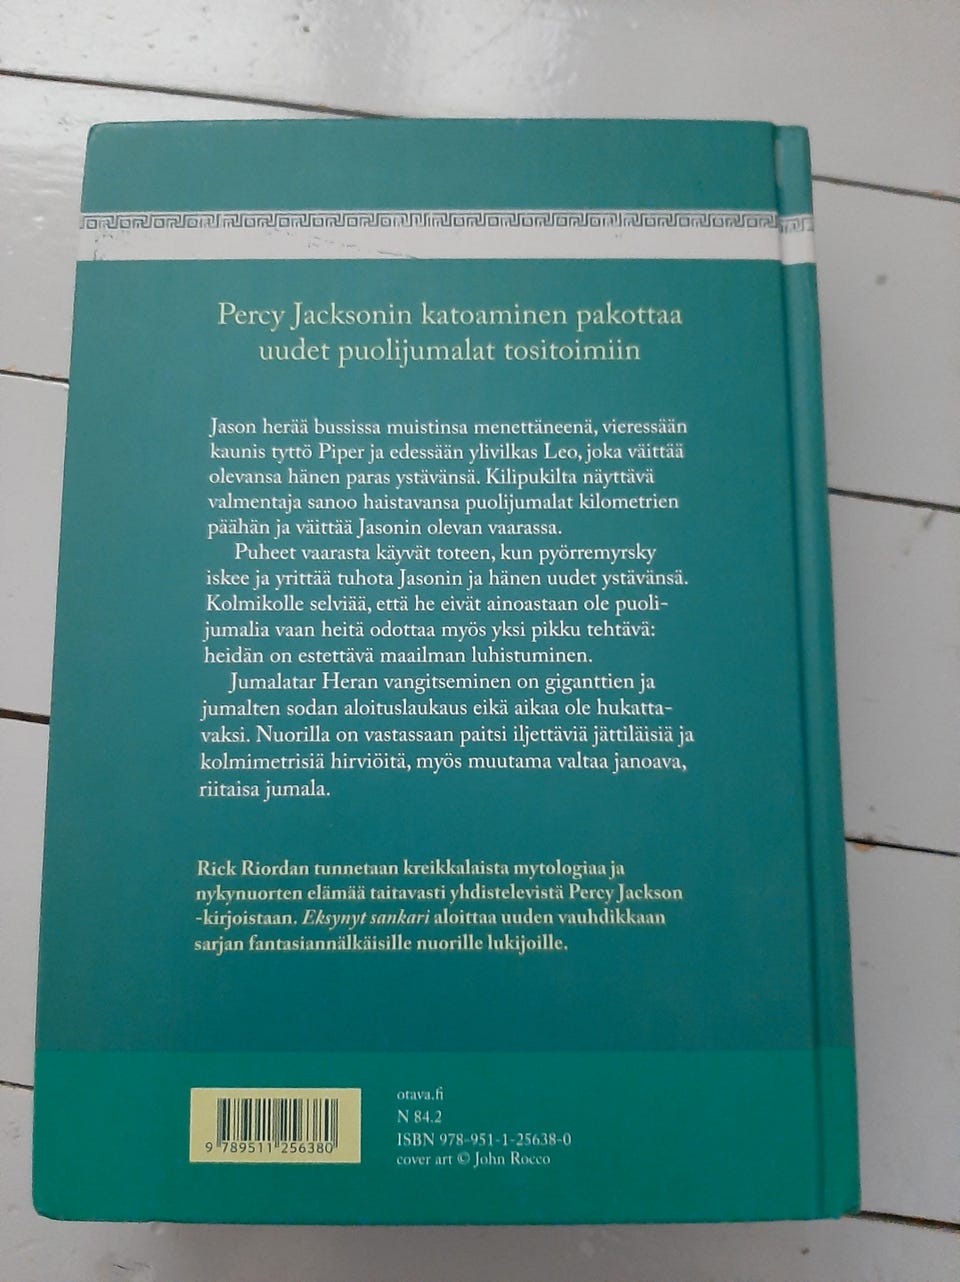 Percy Jacksonin katoaminen pakottaa
uudet puolijumalat tositoimiin
Jason herää bussissa muistinsa menettäneenä, vieressään
kaunis tyttö Piper ja edessään ylivilkas Leo, joka väittää
olevansa hänen paras ystävänsä. Kilipukilta näyttävä
valmentaja sanoo haistavansa puolijumalat kilometrien
päähän ja väittää Jasonin olevan vaarassa.
Puheet vaarasta käyvät toteen, kun pyörremyrsky
iskee ja yrittää tuhota Jasonin ja hänen uudet ystävänsä.
Kolmikolle selviää, että he eivät ainoastaan ole puoli-
jumalia vaan heitä odottaa myös yksi pikku tehtävä:
heidän on estettävä maailman luhistuminen.
Jumalatar Heran vangitseminen on giganttien ja
jumalten sodan aloituslaukaus eikä aikaa ole hukatta-
vaksi. Nuorilla on vastassaan paitsi iljettäviä jättiläisiä ja
kolmimetrisiä hirviöitä, myös muutama valtaa janoava,
riitaisa jumala.
Rick Riordan tunnetaan kreikkalaista mytologiaa ja
nykynuorten elämää taitavasti yhdistelevistä Percy Jackson
-kirjoistaan. Eksynyt sankari aloittaa uuden vauhdikkaan
sarjan fantasiannälkäisille nuorille lukijoille.
otava.fi
N 84.2
ISBN 978-951-1-25638-0
cover art © John Rocco
9 789511 256380